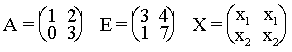 A = (1 2 E = (3 4 X = (x₁ x₁
0 3) 1 7) x₂ x₂)